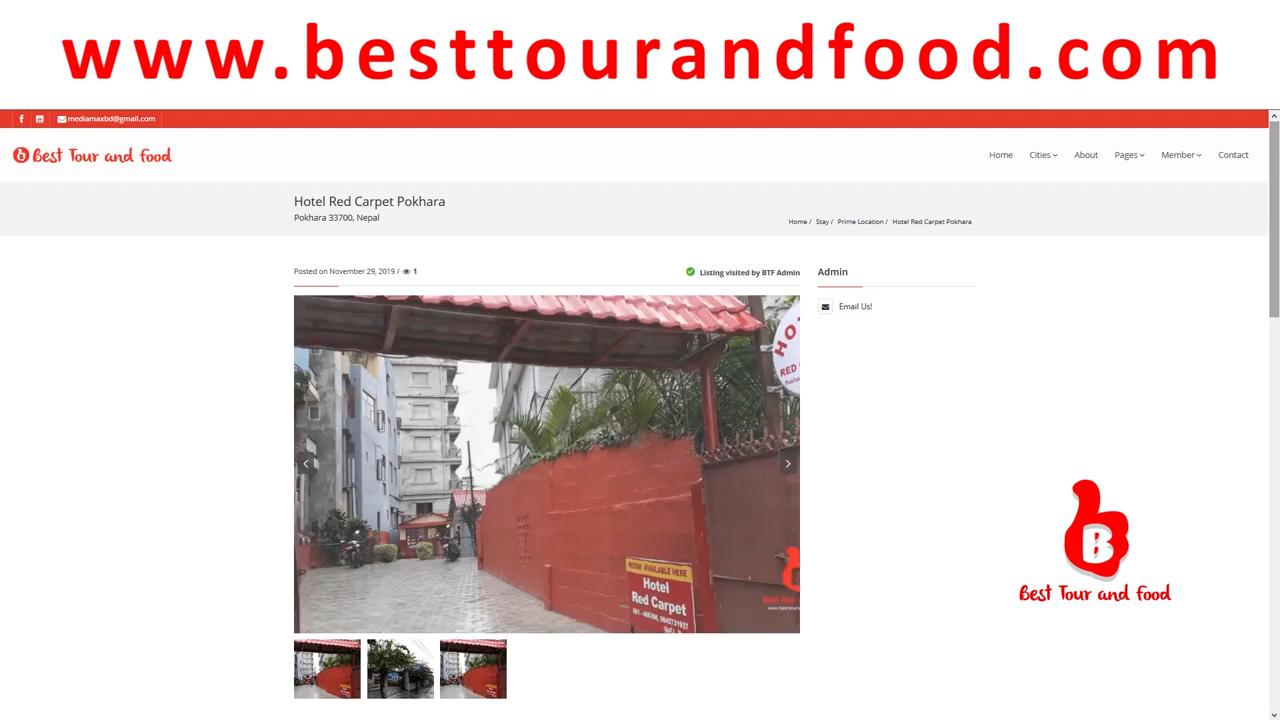 www.besttourandfood.com
mediamaxbd@gmail.com
Best Tour and food
Home Cities About Pages Member Contact
Hotel Red Carpet Pokhara
Pokhara 33700, Nepal
Home / Stay / Prime Location / Hotel Red Carpet Pokhara
Posted on November 29, 2019 / 1
Listing visited by BTF Admin
Admin
Email Us!
HOT
RED
ROOM AVAILABLE HERE
Hotel
Red Carpet
B
Best Tour and food